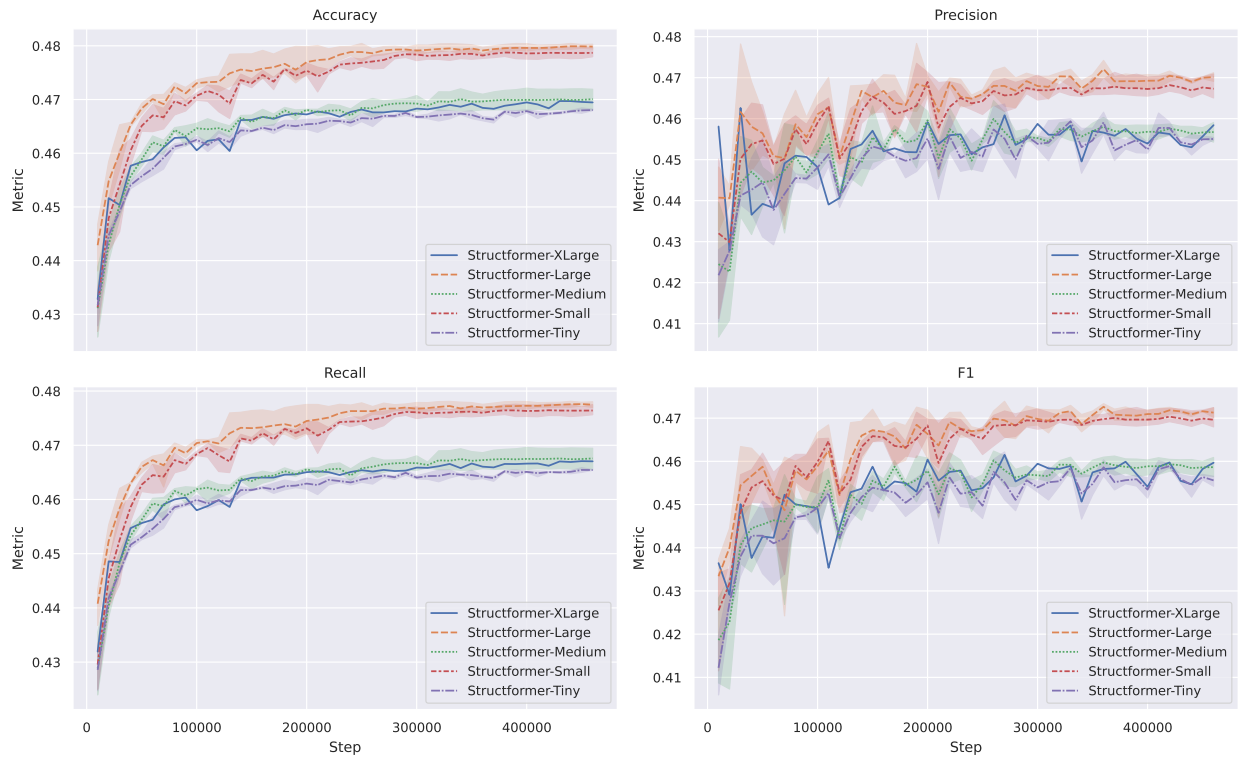 Accuracy
0.48
0.47
0.46
0.45
0.44
0.43
Metric
Structformer-XLarge
Structformer-Large
Structformer-Medium
Structformer-Small
Structformer-Tiny
Precision
0.48
0.47
0.46
0.45
0.44
0.43
0.42
0.41
Metric
Structformer-XLarge
Structformer-Large
Structformer-Medium
Structformer-Small
Structformer-Tiny
Recall
0.48
0.47
0.46
0.45
0.44
0.43
Metric
Structformer-XLarge
Structformer-Large
Structformer-Medium
Structformer-Small
Structformer-Tiny
0 100000 200000 300000 400000
Step
F1
0.47
0.46
0.45
0.44
0.43
0.42
0.41
Metric
Structformer-XLarge
Structformer-Large
Structformer-Medium
Structformer-Small
Structformer-Tiny
0 100000 200000 300000 400000
Step